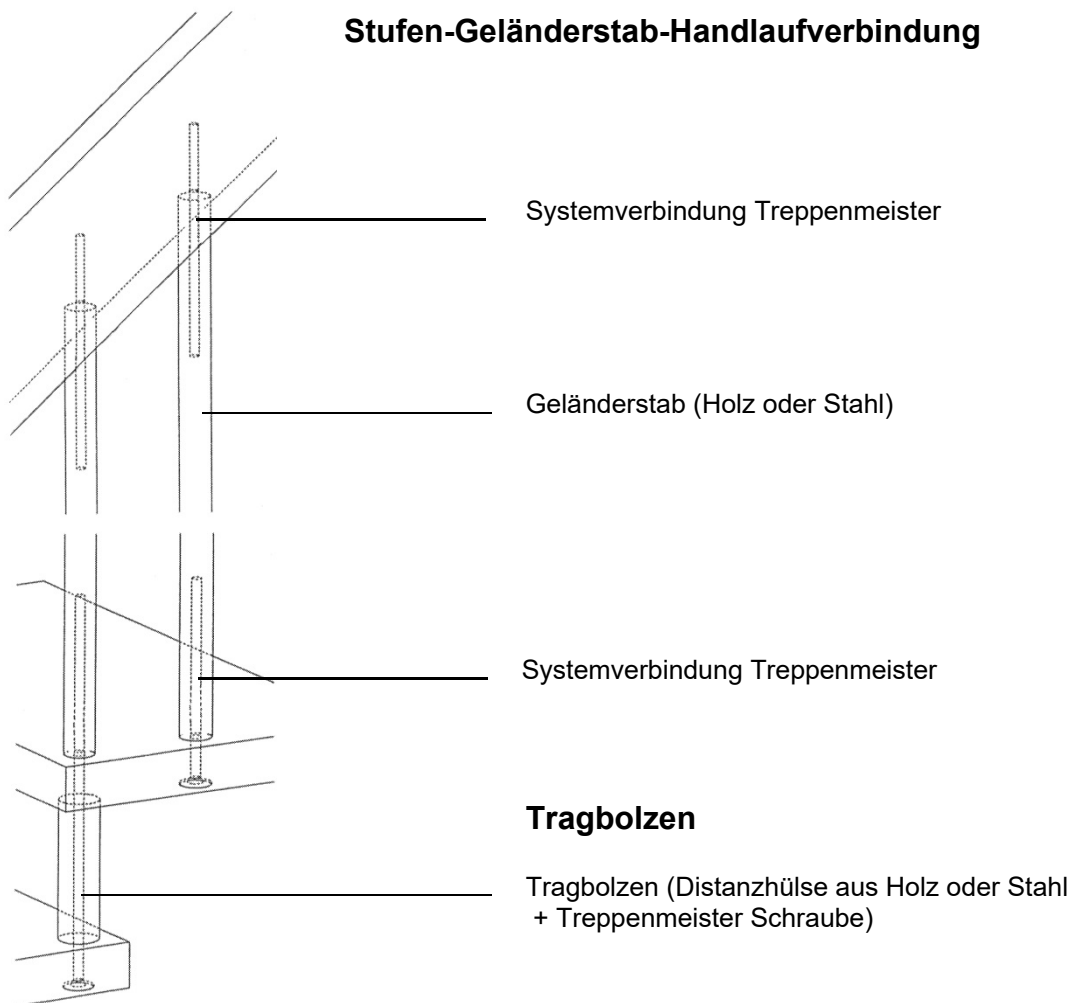 Stufen-Geländerstab-Handlaufverbindung
Systemverbindung Treppenmeister
Geländerstab (Holz oder Stahl)
Systemverbindung Treppenmeister
Tragbolzen
Tragbolzen (Distanzhülse aus Holz oder Stahl
+ Treppenmeister Schraube)